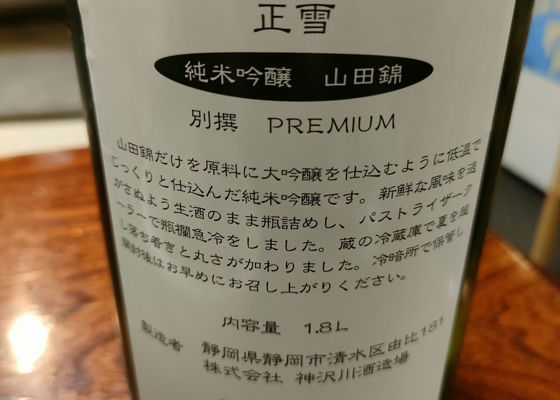 正雪
純米吟醸 山田錦
別撰 PREMIUM
山田錦だけを原料に大吟醸を仕込むように低温で
じっくりと仕込んだ純米吟醸です。新鮮な風味を逃
がさぬよう生酒のまま瓶詰めし、パストライザーク
ーラーで瓶燗急冷をしました。蔵の冷蔵庫で夏を越
し落ち着きと丸さが加わりました。冷暗所で保管し
開封後はお早めにお召し上がりください。
内容量 1.8L
製造者 静岡県静岡市清水区由比181
株式会社 神沢川酒造場